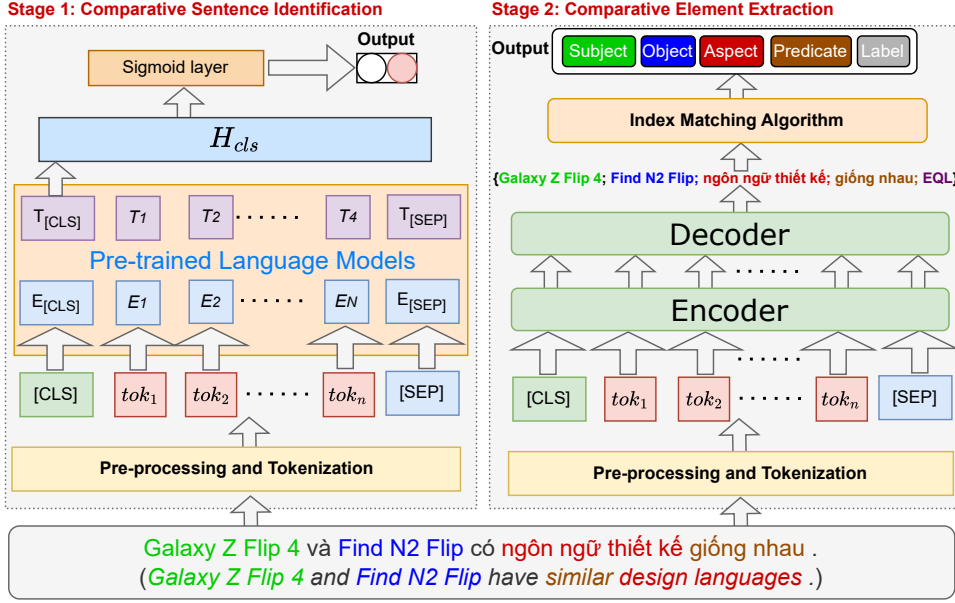 Stage 1: Comparative Sentence Identification
Output
Sigmoid layer
H_cls
T[CLS] T1 T2 ······ T4 T[SEP]
Pre-trained Language Models
E[CLS] E1 E2 ······ EN E[SEP]
[CLS] tok1 tok2 ······ tokn [SEP]
Pre-processing and Tokenization
Stage 2: Comparative Element Extraction
Output Subject Object Aspect Predicate Label
Index Matching Algorithm
{Galaxy Z Flip 4; Find N2 Flip; ngôn ngữ thiết kế; giống nhau; EQL}
Decoder
······
Encoder
······
[CLS] tok1 tok2 ······ tokn [SEP]
Pre-processing and Tokenization
Galaxy Z Flip 4 và Find N2 Flip có ngôn ngữ thiết kế giống nhau .
(Galaxy Z Flip 4 and Find N2 Flip have similar design languages .)